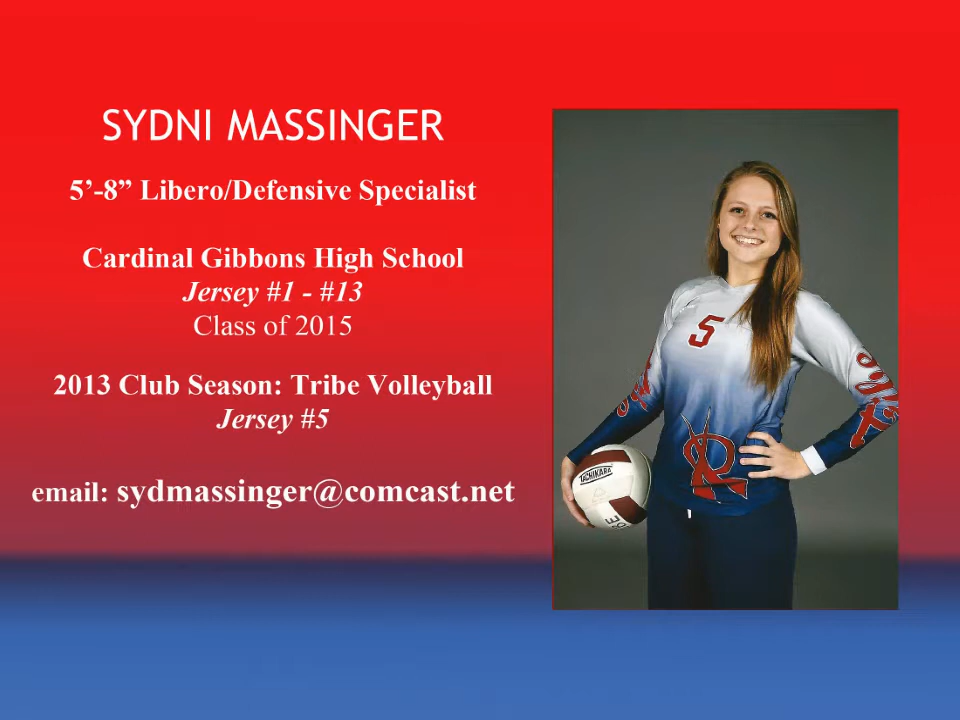 SYDNI MASSINGER
5’-8” Libero/Defensive Specialist
Cardinal Gibbons High School
Jersey #1 - #13
Class of 2015
2013 Club Season: Tribe Volleyball
Jersey #5
email: sydmassinger@comcast.net
5
TACHIKARA